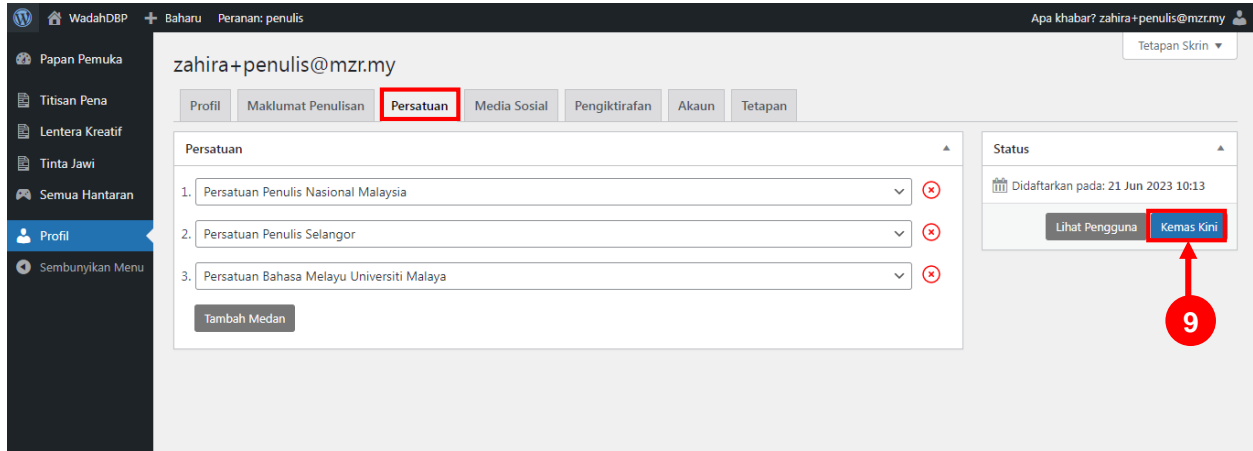 WadahDBP + Baharu Peranan: penulis Apa khabar? zahira+penulis@mzr.my
Tetapan Skrin ▼
Papan Pemuka
Titisan Pena
Lentera Kreatif
Tinta Jawi
Semua Hantaran
Profil
Sembunyikan Menu
zahira+penulis@mzr.my
Profil Maklumat Penulisan Persatuan Media Sosial Pengiktirafan Akaun Tetapan
Persatuan
1. Persatuan Penulis Nasional Malaysia
2. Persatuan Penulis Selangor
3. Persatuan Bahasa Melayu Universiti Malaya
Tambah Medan
Status
Didaftarkan pada: 21 Jun 2023 10:13
Lihat Pengguna Kemas Kini
9